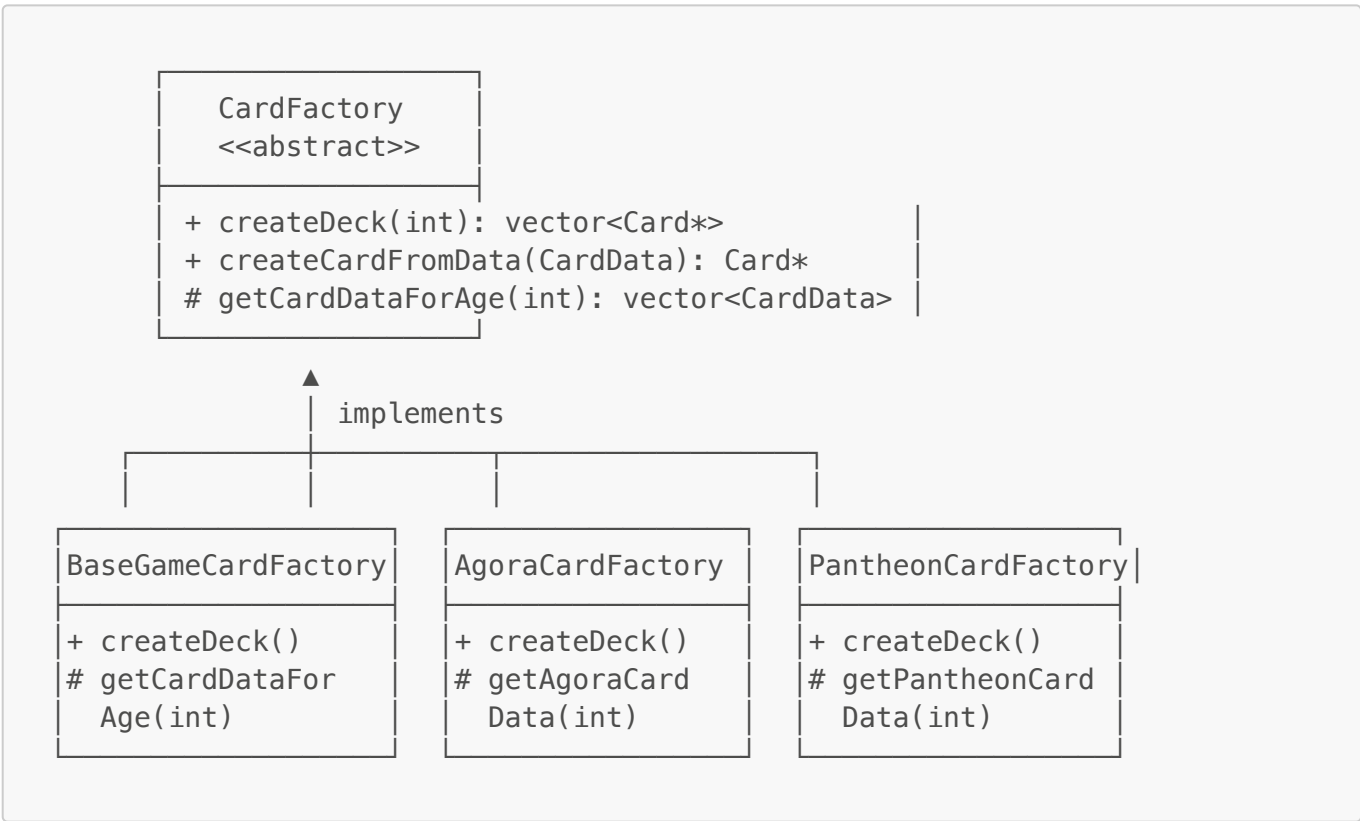 CardFactory
<<abstract>>
+ createDeck(int): vector<Card*>
+ createCardFromData(CardData): Card*
# getCardDataForAge(int): vector<CardData>
implements
BaseGameCardFactory AgoraCardFactory PantheonCardFactory
+ createDeck() + createDeck() + createDeck()
# getCardDataFor # getAgoraCard # getPantheonCard
Age(int) Data(int) Data(int)